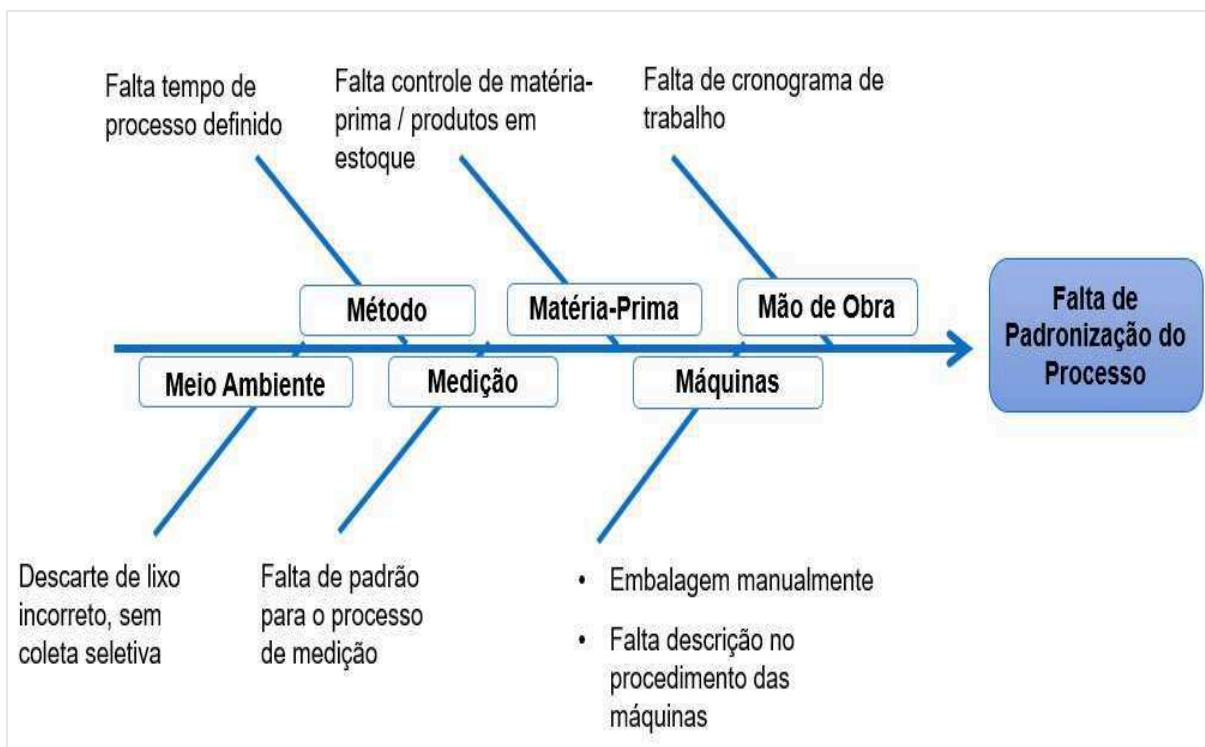 Falta tempo de
processo definido
Falta controle de matéria-
prima / produtos em
estoque
Falta de cronograma de
trabalho
Método
Matéria-Prima
Mão de Obra
Falta de
Padronização do
Processo
Meio Ambiente
Medição
Máquinas
Descarte de lixo
incorreto, sem
coleta seletiva
Falta de padrão
para o processo
de medição
• Embalagem manualmente
• Falta descrição no
procedimento das
máquinas